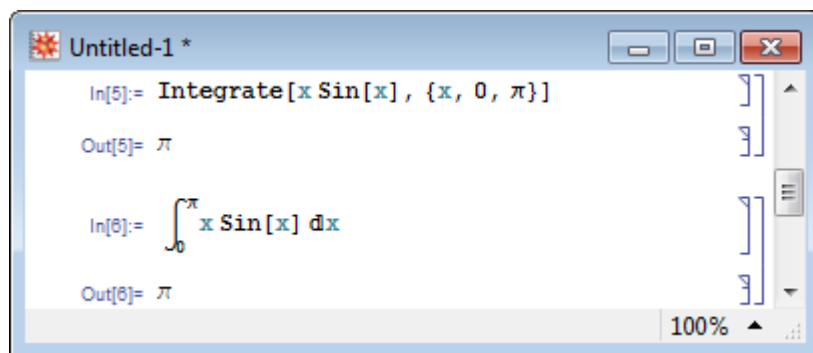 Untitled-1 *
In[5]:= Integrate[x Sin[x], {x, 0, π}]
Out[5]= π
In[6]:= ∫₀^π x Sin[x] ⅆx
Out[6]= π
100%